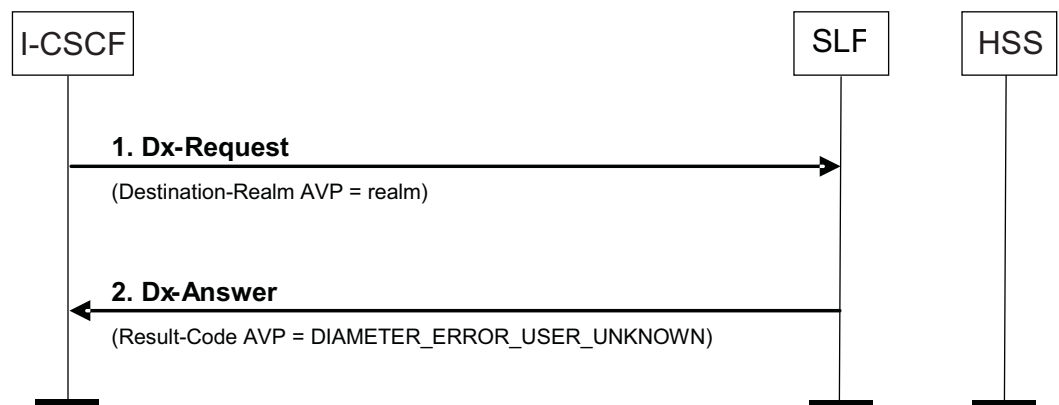 I-CSCF
SLF
HSS
1. Dx-Request
(Destination-Realm AVP = realm)
2. Dx-Answer
(Result-Code AVP = DIAMETER_ERROR_USER_UNKNOWN)